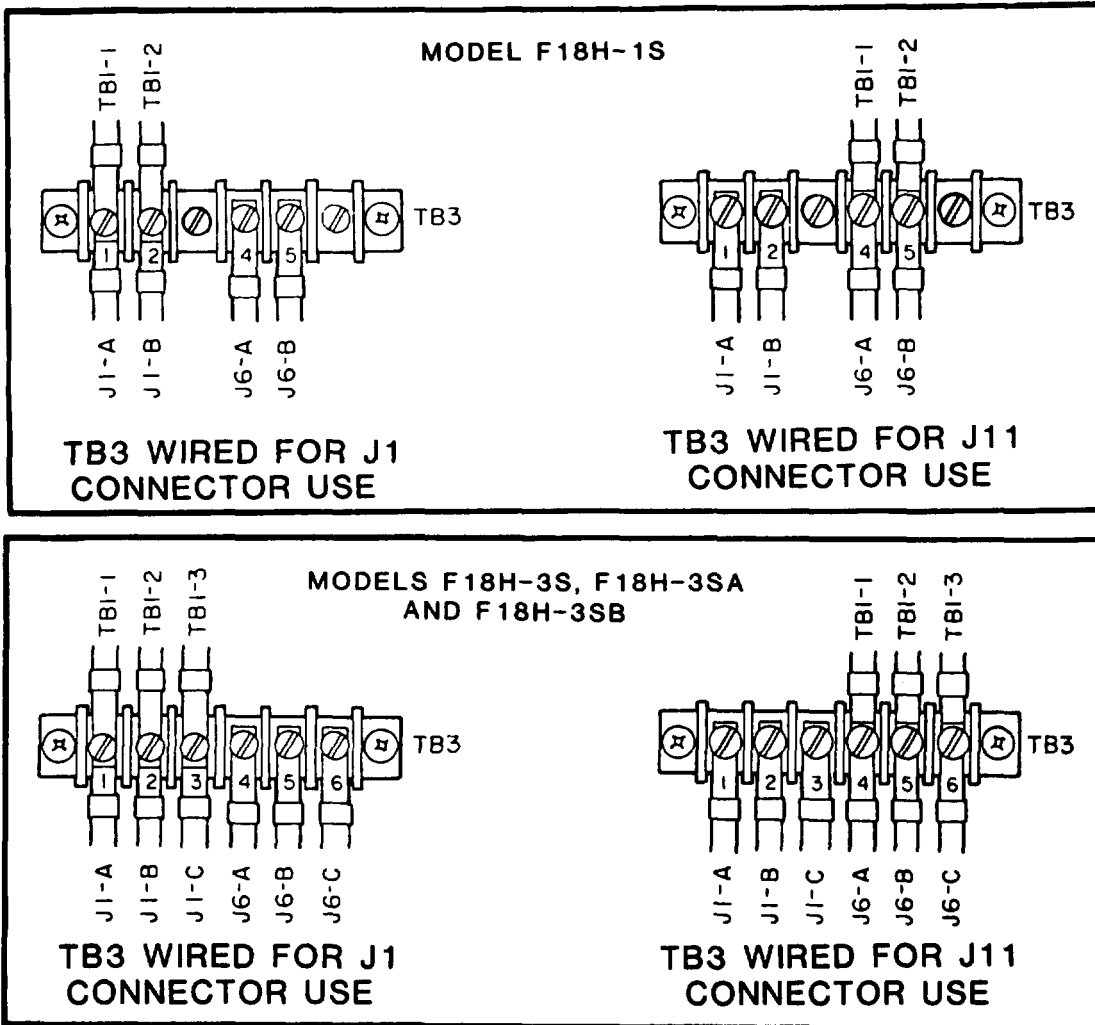 MODEL F18H-1S
TB1-1
TB1-2
TB3
1
2
4
5
J1-A
J1-B
J6-A
J6-B
TB3 WIRED FOR J1
CONNECTOR USE
TB1-1
TB1-2
TB3
1
2
4
5
J1-A
J1-B
J6-A
J6-B
TB3 WIRED FOR J11
CONNECTOR USE
MODELS F18H-3S, F18H-3SA
AND F18H-3SB
TB1-1
TB1-2
TB1-3
TB3
1
2
3
4
5
6
J1-A
J1-B
J1-C
J6-A
J6-B
J6-C
TB3 WIRED FOR J1
CONNECTOR USE
TB1-1
TB1-2
TB1-3
TB3
1
2
3
4
5
6
J1-A
J1-B
J1-C
J6-A
J6-B
J6-C
TB3 WIRED FOR J11
CONNECTOR USE